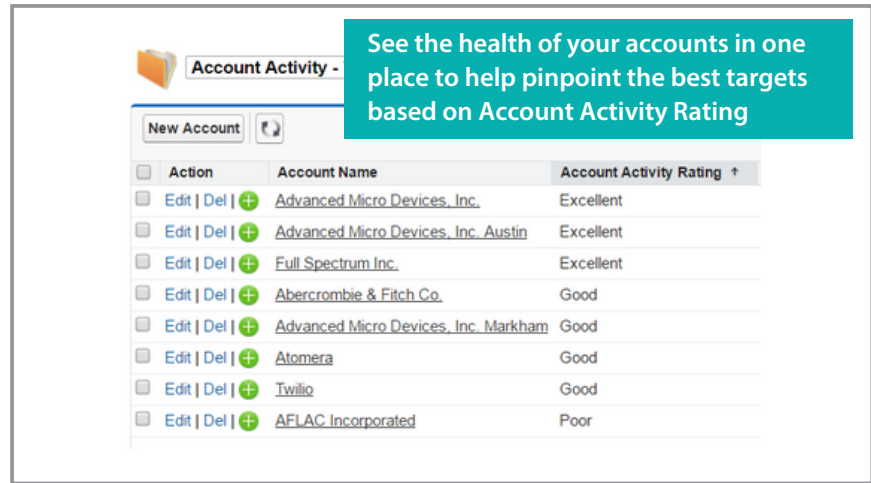 See the health of your accounts in one
place to help pinpoint the best targets
based on Account Activity Rating
Account Activity -
New Account
Action Account Name Account Activity Rating ↑
Edit | Del | Advanced Micro Devices, Inc. Excellent
Edit | Del | Advanced Micro Devices, Inc. Austin Excellent
Edit | Del | Full Spectrum Inc. Excellent
Edit | Del | Abercrombie & Fitch Co. Good
Edit | Del | Advanced Micro Devices, Inc. Markham Good
Edit | Del | Atomera Good
Edit | Del | Twilio Good
Edit | Del | AFLAC Incorporated Poor